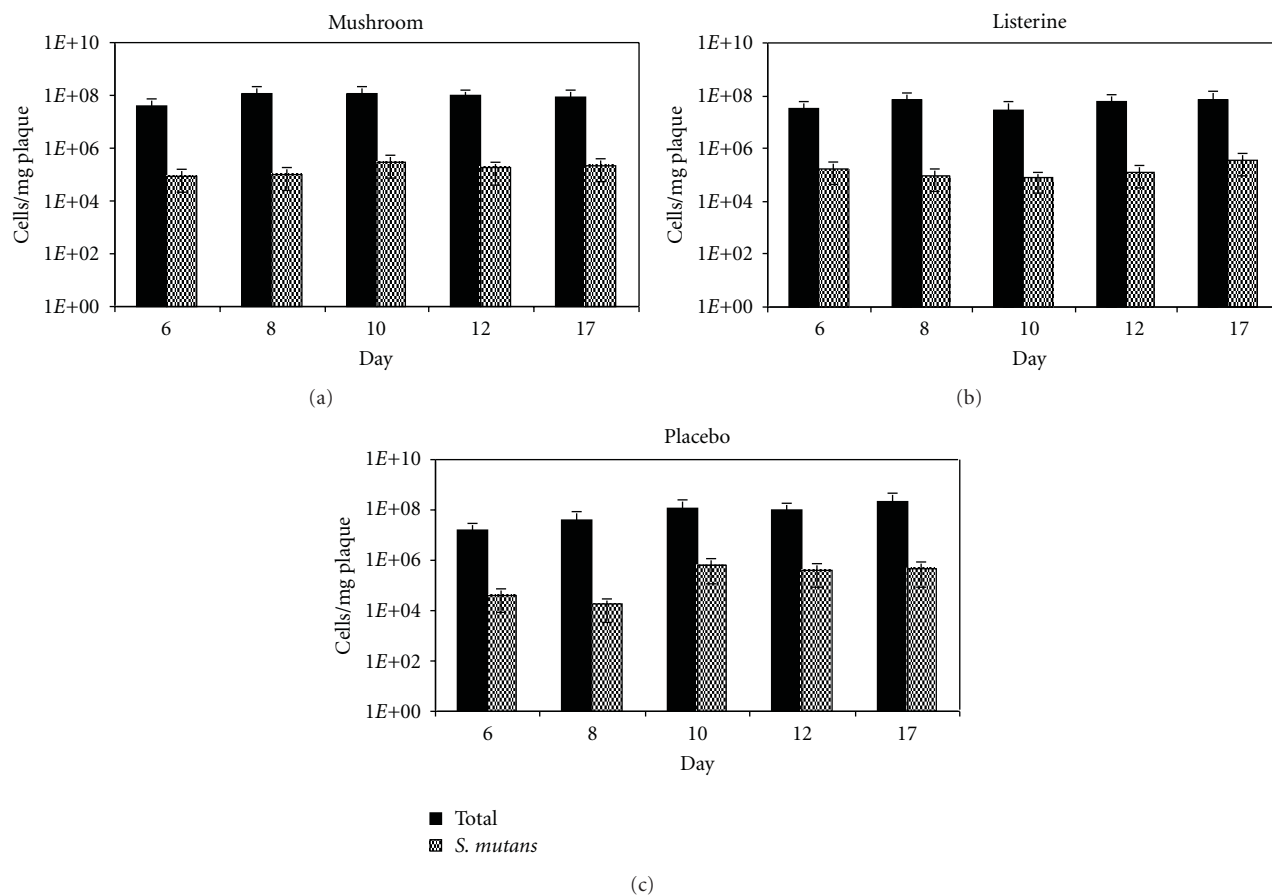 Mushroom
1E+10
1E+08
1E+06
1E+04
1E+02
1E+00
Cells/mg plaque
6 8 10 12 17
Day
(a)
Listerine
1E+10
1E+08
1E+06
1E+04
1E+02
1E+00
Cells/mg plaque
6 8 10 12 17
Day
(b)
Placebo
1E+10
1E+08
1E+06
1E+04
1E+02
1E+00
Cells/mg plaque
6 8 10 12 17
Day
Total
S. mutans
(c)